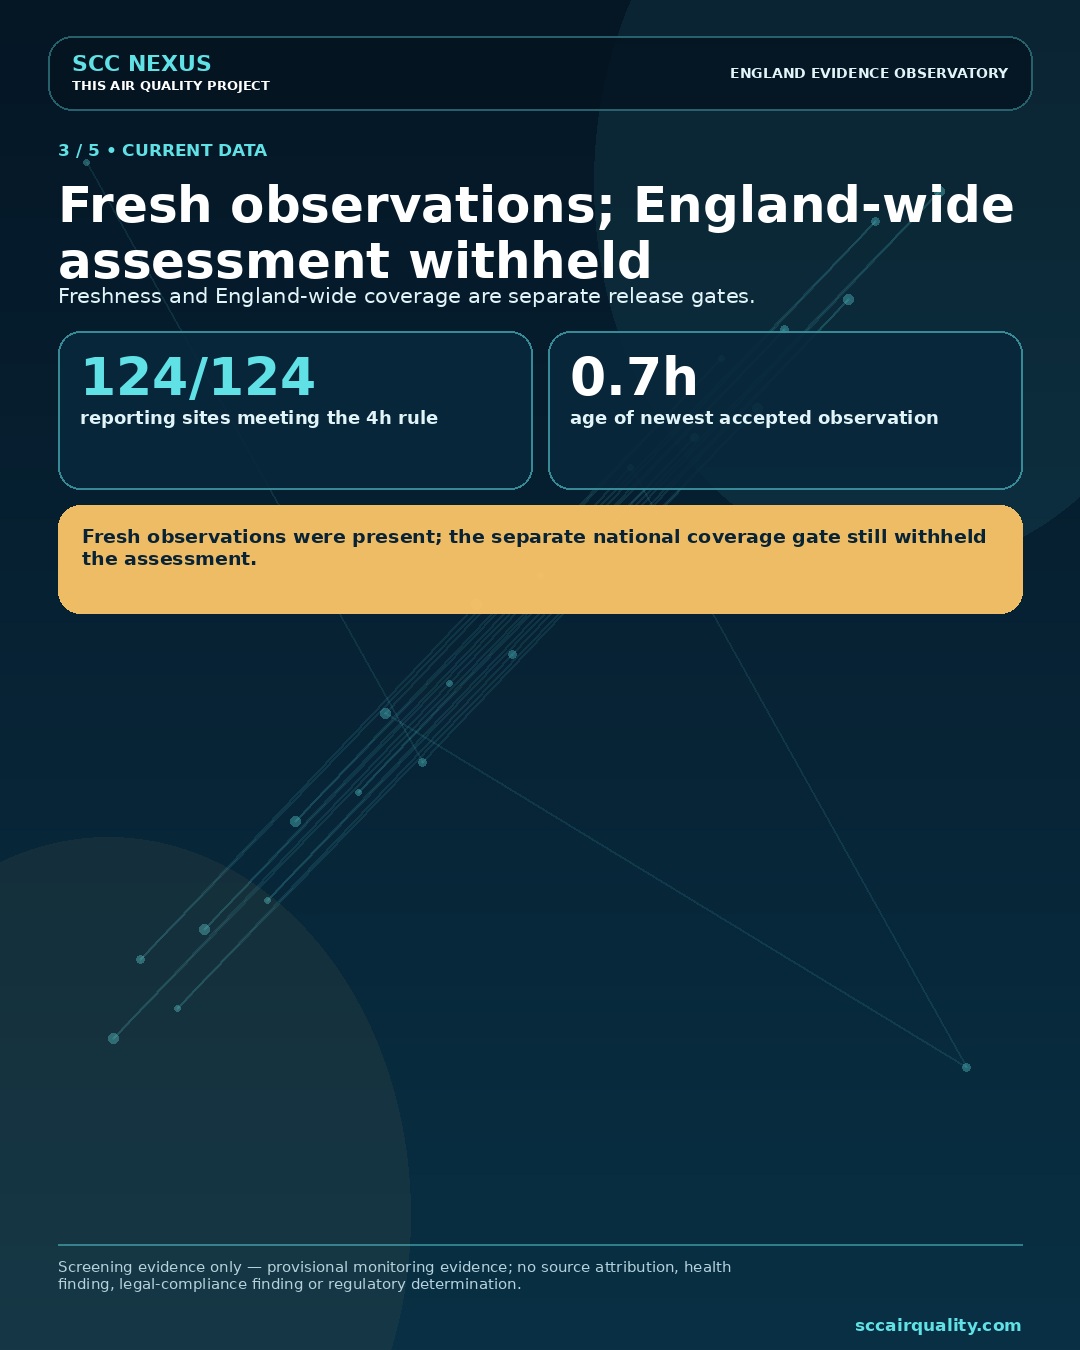 SCC NEXUS
THIS AIR QUALITY PROJECT
ENGLAND EVIDENCE OBSERVATORY
3 / 5 • CURRENT DATA
Fresh observations; England-wide
assessment withheld
Freshness and England-wide coverage are separate release gates.
124/124
reporting sites meeting the 4h rule
0.7h
age of newest accepted observation
Fresh observations were present; the separate national coverage gate still withheld
the assessment.
Screening evidence only — provisional monitoring evidence; no source attribution, health
finding, legal-compliance finding or regulatory determination.
sccairquality.com